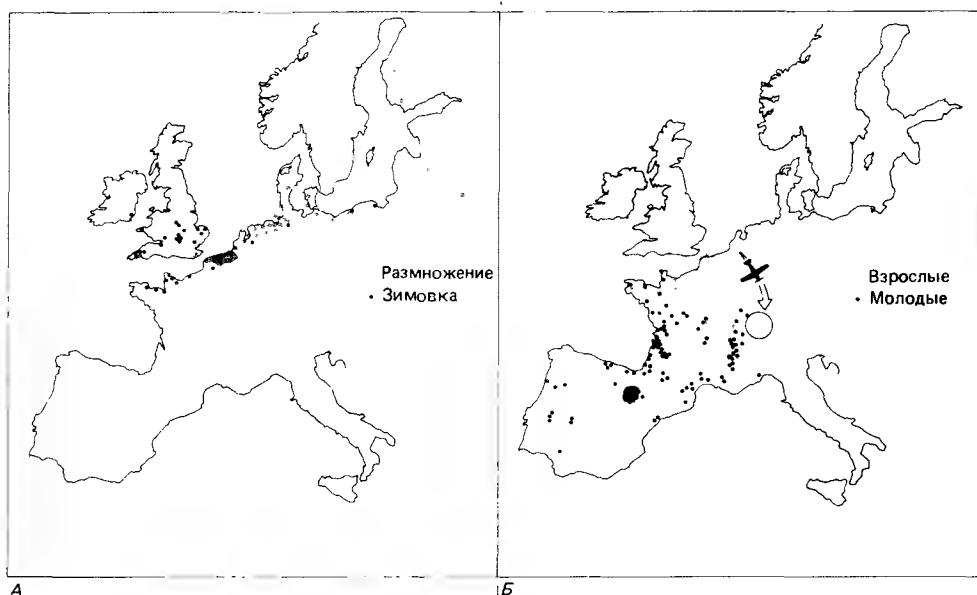 Размножение
• Зимовка
Взрослые
• Молодые
А
Б